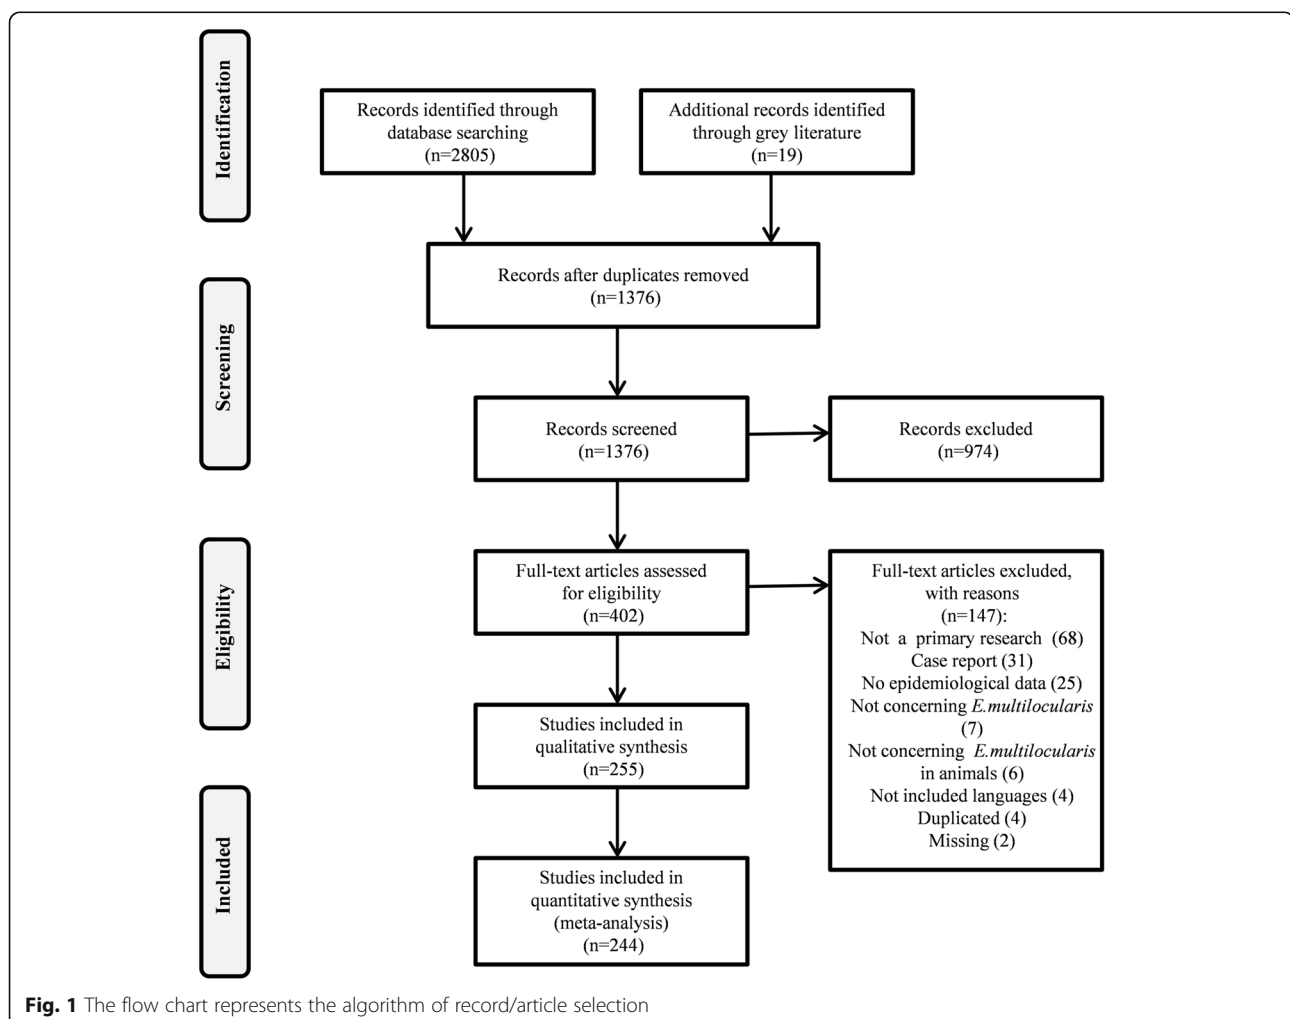 Identification
Records identified through
database searching
(n=2805)
Additional records identified
through grey literature
(n=19)
Records after duplicates removed
(n=1376)
Screening
Records screened
(n=1376)
Records excluded
(n=974)
Eligibility
Full-text articles assessed
for eligibility
(n=402)
Full-text articles excluded,
with reasons
(n=147):
Not a primary research (68)
Case report (31)
No epidemiological data (25)
Not concerning E.multilocularis
(7)
Not concerning E.multilocularis
in animals (6)
Not included languages (4)
Duplicated (4)
Missing (2)
Studies included in
qualitative synthesis
(n=255)
Included
Studies included in
quantitative synthesis
(meta-analysis)
(n=244)
Fig. 1 The flow chart represents the algorithm of record/article selection